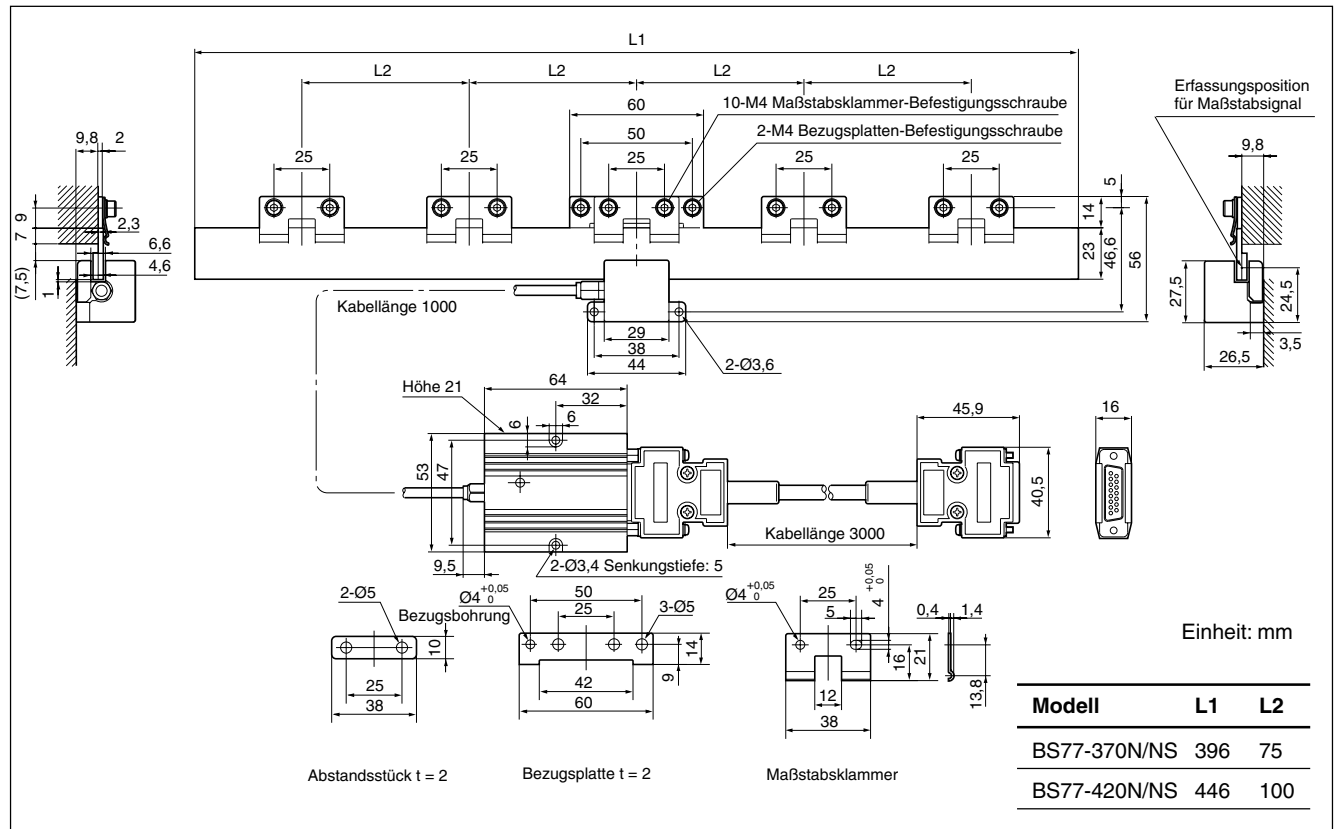 L1
L2 L2 L2 L2
Erfassungsposition
für Maßstabsignal
60
10-M4 Maßstabsklammer-Befestigungsschraube
2-M4 Bezugsplatten-Befestigungsschraube
50
9,8 2
9,8
25 25 25 25 25
5
14
9
7
2,3
6,6
4,6
(7,5)
1
23
46,6
56
27,5
24,5
3,5
26,5
Kabellänge 1000
29
38
44
2-Ø3,6
64
32
Höhe 21
6 6
53
47
9,5
2-Ø3,4 Senkungstiefe: 5
Kabellänge 3000
45,9
40,5
16
2-Ø5
10
25
38
Abstandsstück t = 2
Ø4 +0,05 0
Bezugsbohrung
50
25
3-Ø5
14
9
42
60
Bezugsplatte t = 2
Ø4 +0,05 0
25
5
4 +0,05 0
16
21
12
38
0,4 1,4
13,8
Maßstabsklammer
Einheit: mm
Modell L1 L2
BS77-370N/NS 396 75
BS77-420N/NS 446 100